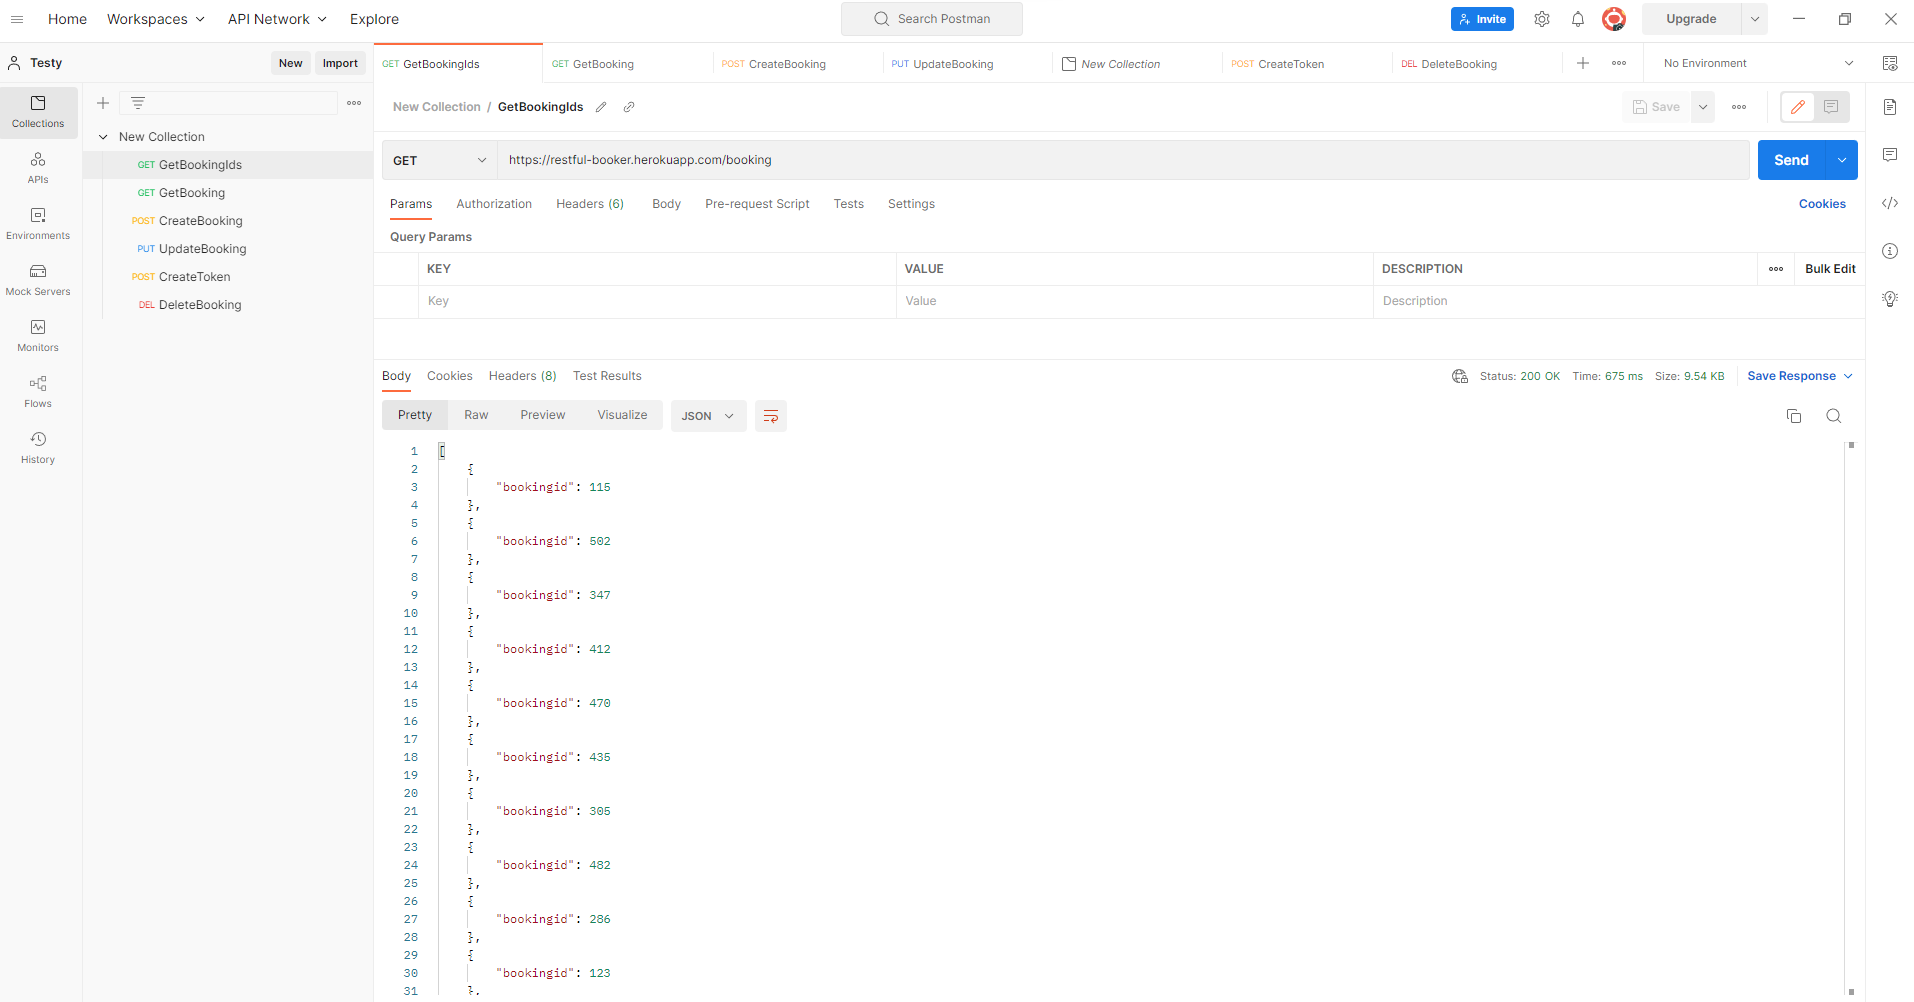 Home Workspaces API Network Explore Search Postman Invite Upgrade
Testy New Import
GET GetBookingIds GET GetBooking POST CreateBooking PUT UpdateBooking New Collection POST CreateToken DEL DeleteBooking No Environment
Collections
APIs
Environments
Mock Servers
Monitors
Flows
History
New Collection
GET GetBookingIds
GET GetBooking
POST CreateBooking
PUT UpdateBooking
POST CreateToken
DEL DeleteBooking
New Collection / GetBookingIds Save
GET https://restful-booker.herokuapp.com/booking Send
Params Authorization Headers (6) Body Pre-request Script Tests Settings Cookies
Query Params
KEY VALUE DESCRIPTION Bulk Edit
Key Value Description
Body Cookies Headers (8) Test Results Status: 200 OK Time: 675 ms Size: 9.54 KB Save Response
Pretty Raw Preview Visualize JSON
1 [
2 {
3 "bookingid": 115
4 },
5 {
6 "bookingid": 502
7 },
8 {
9 "bookingid": 347
10 },
11 {
12 "bookingid": 412
13 },
14 {
15 "bookingid": 470
16 },
17 {
18 "bookingid": 435
19 },
20 {
21 "bookingid": 305
22 },
23 {
24 "bookingid": 482
25 },
26 {
27 "bookingid": 286
28 },
29 {
30 "bookingid": 123
31 },